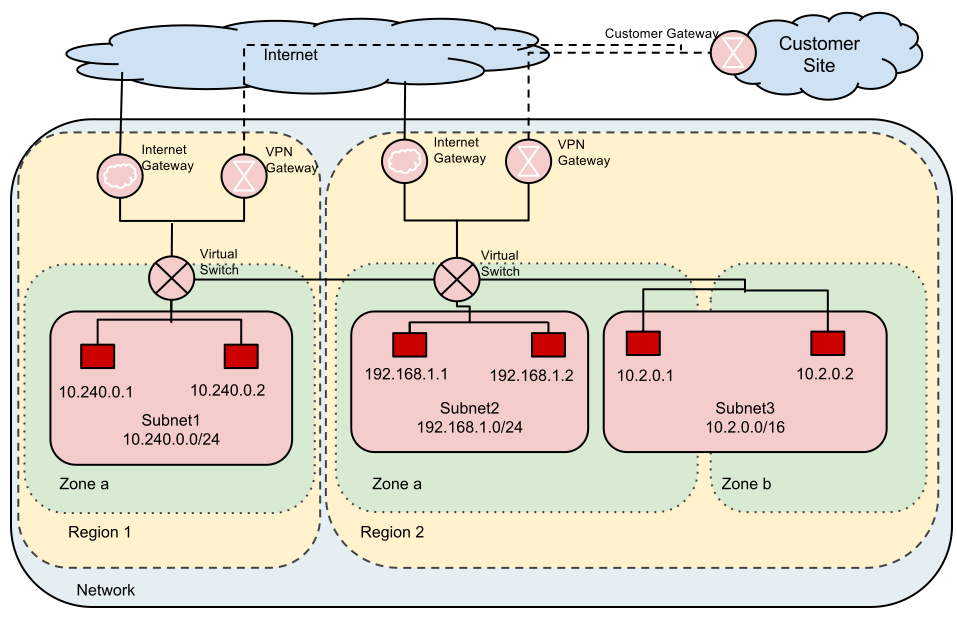 Internet
Customer Gateway
Customer
Site
Internet
Gateway
VPN
Gateway
Internet
Gateway
VPN
Gateway
Virtual
Switch
Virtual
Switch
10.240.0.1
10.240.0.2
Subnet1
10.240.0.0/24
192.168.1.1
192.168.1.2
Subnet2
192.168.1.0/24
10.2.0.1
10.2.0.2
Subnet3
10.2.0.0/16
Zone a
Zone a
Zone b
Region 1
Region 2
Network